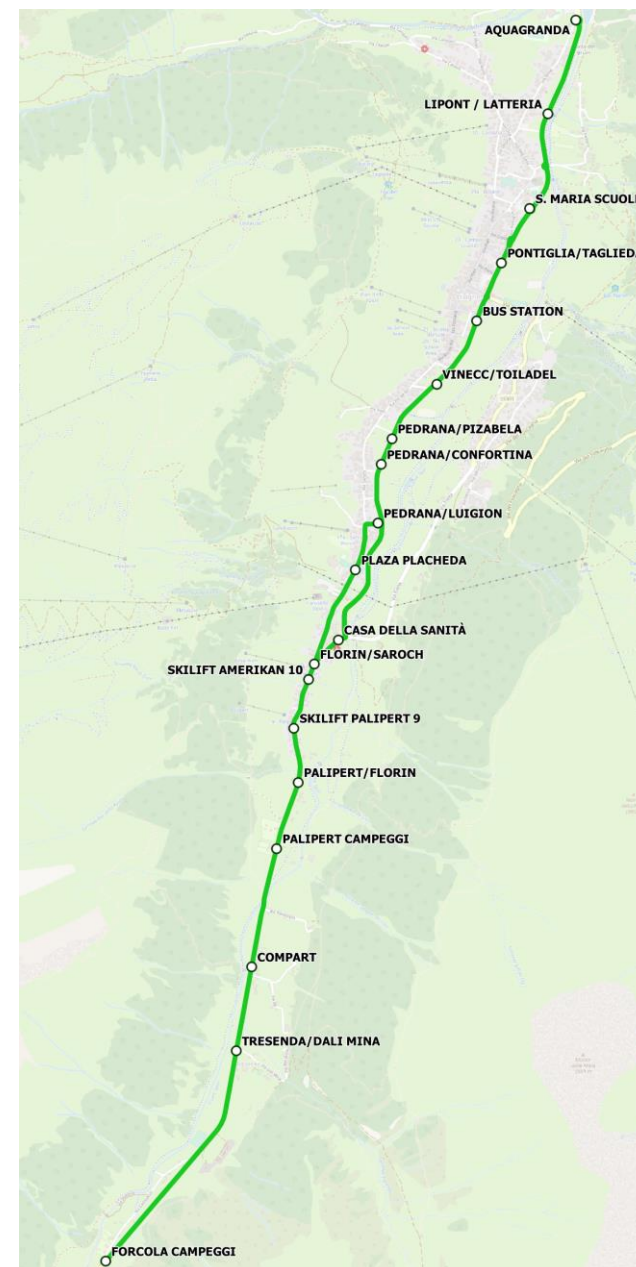 AQUAGRANDA
LIPONT / LATTERIA
S. MARIA SCUOL
PONTIGLIA/TAGLIED
BUS STATION
VINECC/TOILADEL
PEDRANA/PIZABELA
PEDRANA/CONFORTINA
PEDRANA/LUIGION
PLAZA PLACHEDA
CASA DELLA SANITÀ
FLORIN/SAROCH
SKILIFT AMERIKAN 10
SKILIFT PALIPERT 9
PALIPERT/FLORIN
PALIPERT CAMPEGGI
COMPART
TRESENDA/DALI MINA
FORCOLA CAMPEGGI